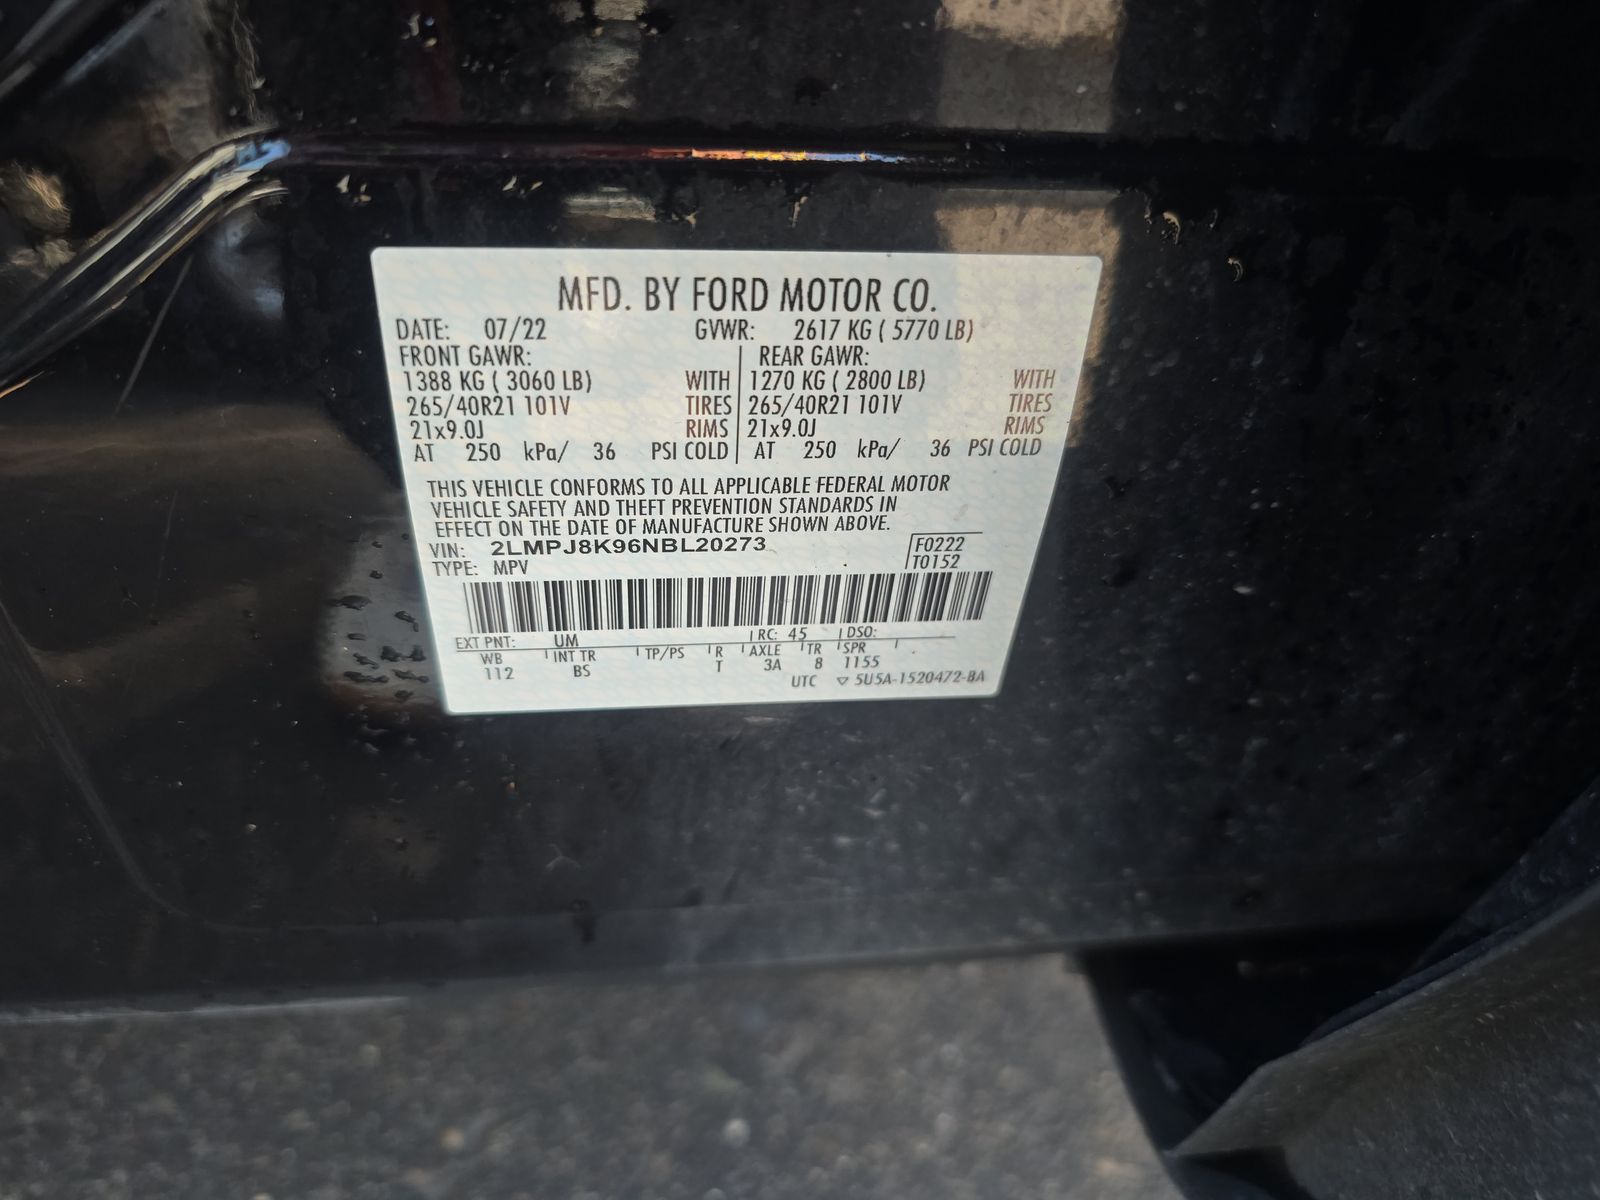 MFD. BY FORD MOTOR CO.
DATE: 07/22 GVWR: 2617 KG ( 5770 LB)
FRONT GAWR: REAR GAWR:
1388 KG ( 3060 LB) WITH 1270 KG ( 2800 LB) WITH
265/40R21 101V TIRES 265/40R21 101V TIRES
21x9.0J RIMS 21x9.0J RIMS
AT 250 kPa/ 36 PSI COLD AT 250 kPa/ 36 PSI COLD
THIS VEHICLE CONFORMS TO ALL APPLICABLE FEDERAL MOTOR
VEHICLE SAFETY AND THEFT PREVENTION STANDARDS IN
EFFECT ON THE DATE OF MANUFACTURE SHOWN ABOVE.
VIN: 2LMPJ8K96NBL20273 F0222
TYPE: MPV T0152
EXT PNT: UM RC: 45 DSO:
WB INT TR TP/PS R AXLE TR SPR
112 BS T 3A 8 1155
UTC ▽ 5U5A-1520472-BA